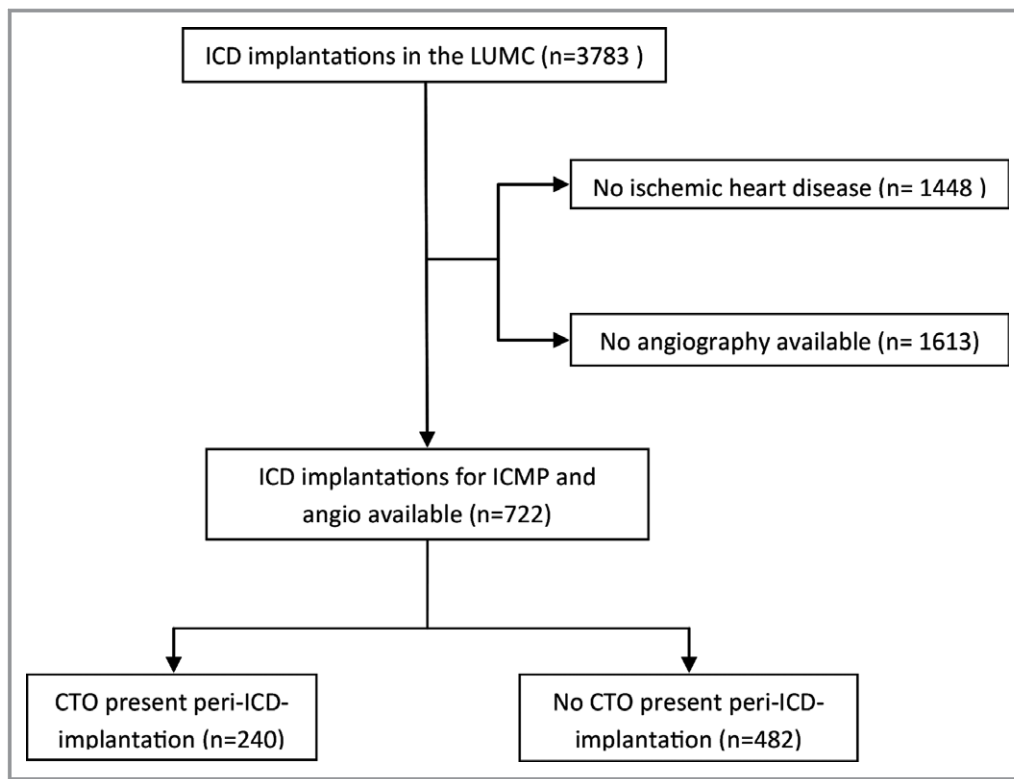 ICD implantations in the LUMC (n=3783 )
No ischemic heart disease (n= 1448 )
No angiography available (n= 1613)
ICD implantations for ICMP and
angio available (n=722)
CTO present peri-ICD-
implantation (n=240)
No CTO present peri-ICD-
implantation (n=482)